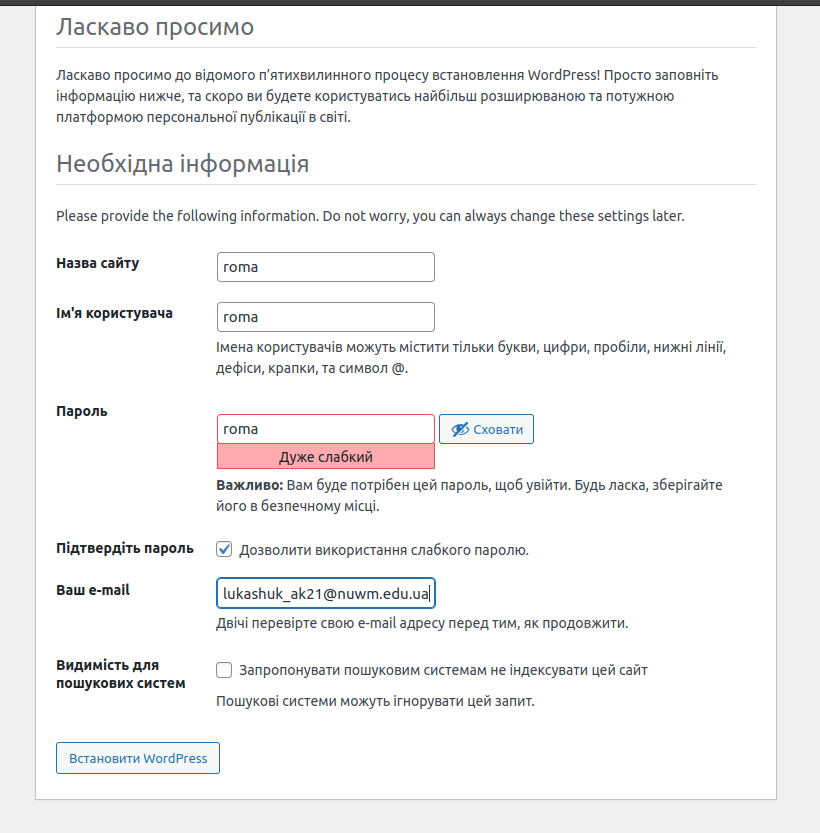 Ласкаво просимо
Ласкаво просимо до відомого п’ятихвилинного процесу встановлення WordPress! Просто заповніть
інформацію нижче, та скоро ви будете користуватись найбільш розширюваною та потужною
платформою персональної публікації в світі.
Необхідна інформація
Please provide the following information. Do not worry, you can always change these settings later.
Назва сайту
roma
Ім'я користувача
roma
Імена користувачів можуть містити тільки букви, цифри, пробіли, нижні лінії,
дефіси, крапки, та символ @.
Пароль
roma
Сховати
Дуже слабкий
Важливо: Вам буде потрібен цей пароль, щоб увійти. Будь ласка, зберігайте
його в безпечному місці.
Підтвердіть пароль
Дозволити використання слабкого паролю.
Ваш e-mail
lukashuk_ak21@nuwm.edu.ua
Двічі перевірте свою e-mail адресу перед тим, як продовжити.
Видимість для
пошукових систем
Запропонувати пошуковим системам не індексувати цей сайт
Пошукові системи можуть ігнорувати цей запит.
Встановити WordPress